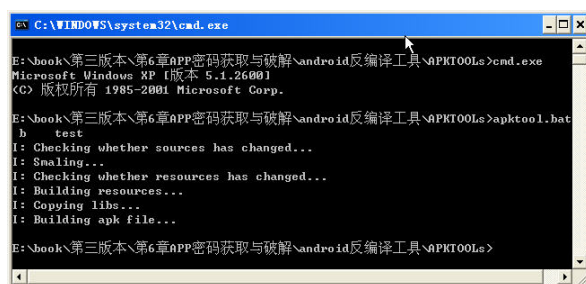 C:\WINDOWS\system32\cmd.exe
E:\book\第三版本\第6章APP密码获取与破解\android反编译工具\APKTOOLs>cmd.exe
Microsoft Windows XP [版本 5.1.2600]
(C) 版权所有 1985-2001 Microsoft Corp.
E:\book\第三版本\第6章APP密码获取与破解\android反编译工具\APKTOOLs>apktool.bat
b    test
I: Checking whether sources has changed...
I: Smaling...
I: Checking whether resources has changed...
I: Building resources...
I: Copying libs...
I: Building apk file...
E:\book\第三版本\第6章APP密码获取与破解\android反编译工具\APKTOOLs>